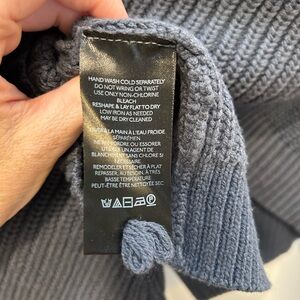 HAND WASH COLD SEPARATELY
DO NOT WRING OR TWIST
USE ONLY NON-CHLORINE
BLEACH
RESHAPE & LAY FLAT TO DRY
LOW IRON AS NEEDED
MAY BE DRY CLEANED
LAVER À LA MAIN À L'EAU FROIDE
SÉPARÉMEN
NE PAS TORDRE OU ESSORER
UTILISER UN AGENT DE
BLANCHIMENT SANS CHLORE SI
NÉCESSAIRE
REMODELER ET SÉCHER À PLAT
REPASSER, AU BESOIN, À TRÈS
BASSE TEMPERATURE
PEUT-ÊTRE ÊTRE NETTOYÉE SEC